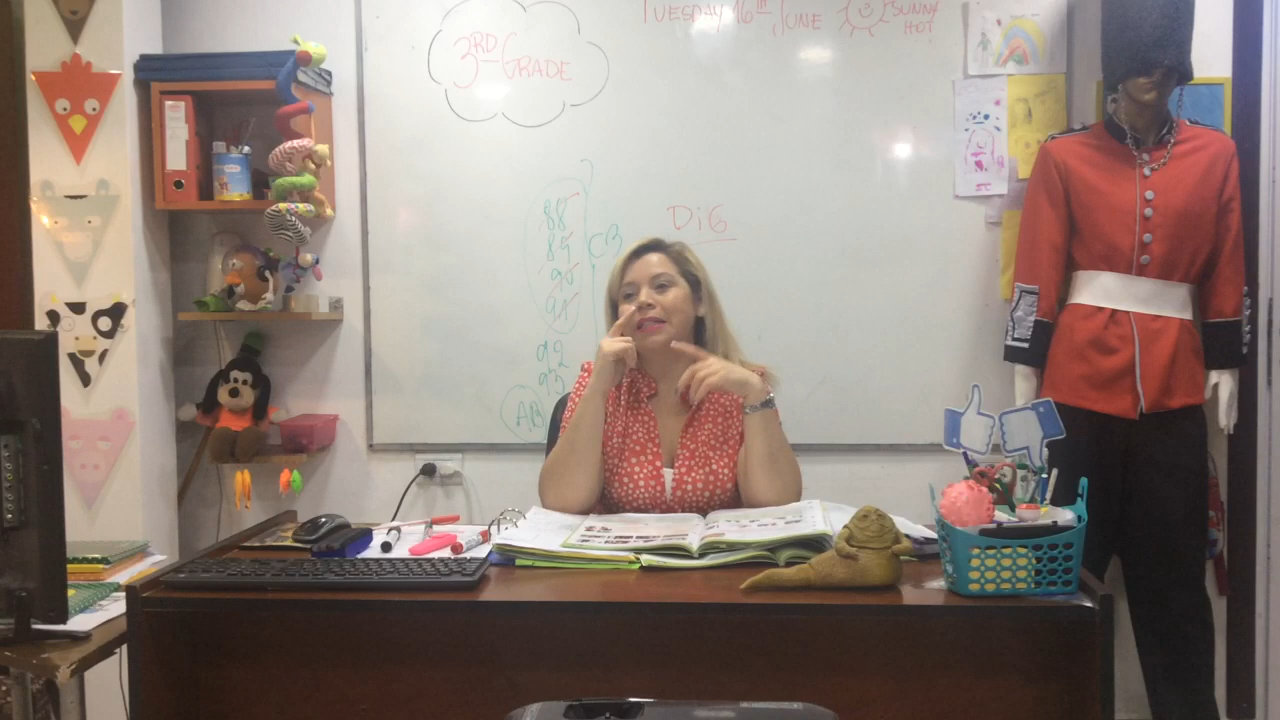 TUESDAY 16th, JUNE
SUNNY
HOT
3RD GRADE
DiG
88
89
90
91
CB
92
93
AB